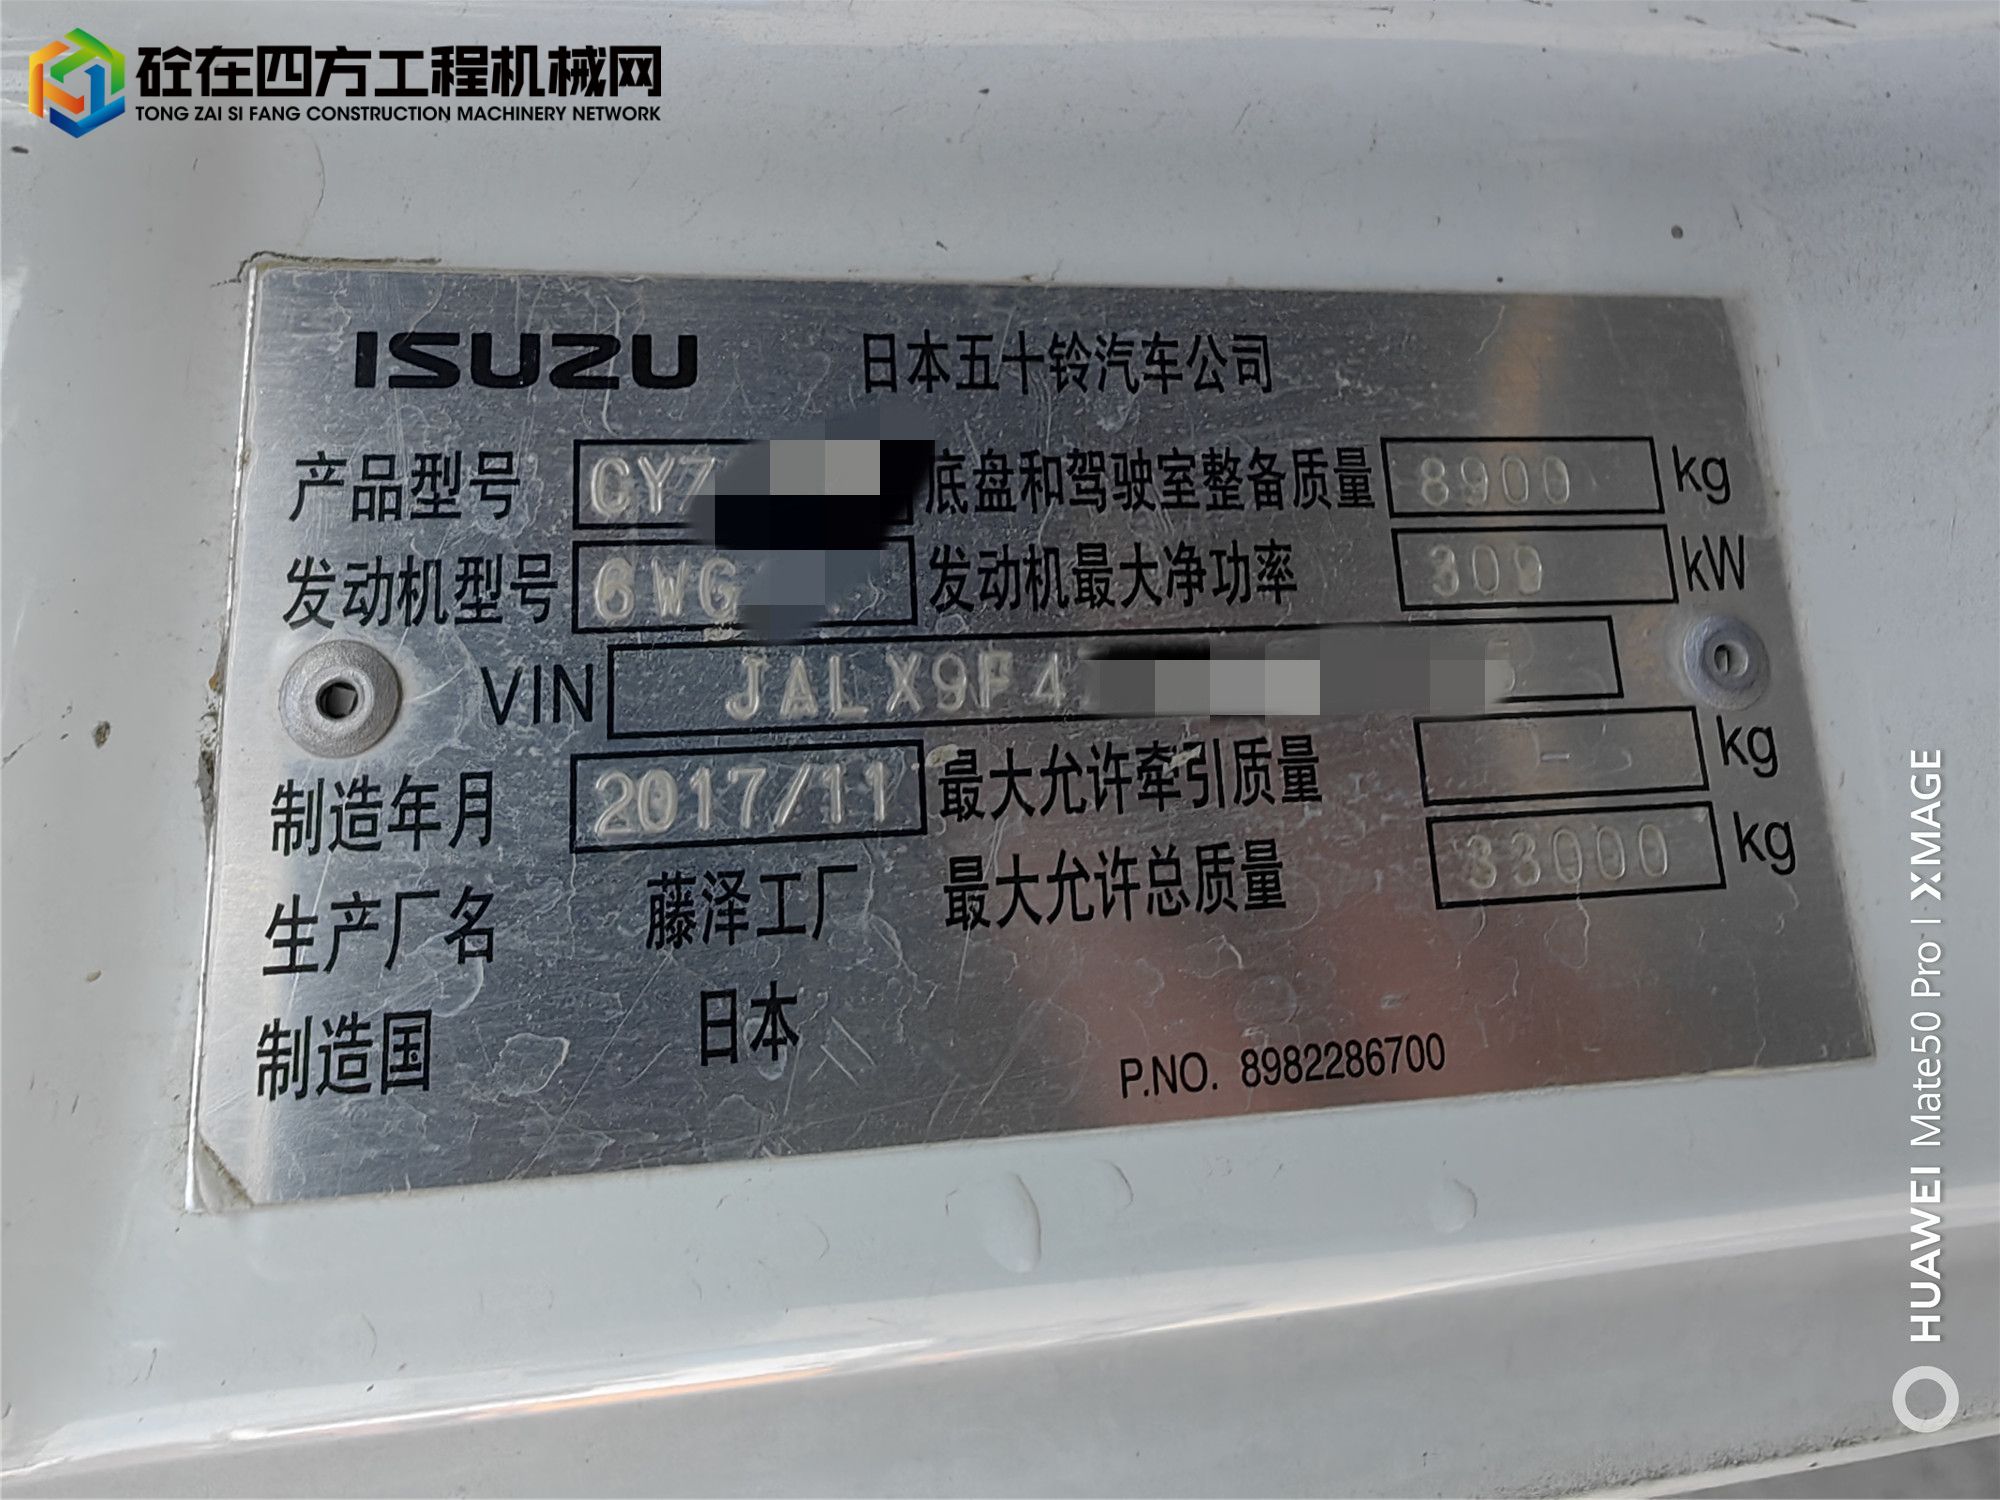 砼在四方工程机械网
TONG ZAI SI FANG CONSTRUCTION MACHINERY NETWORK
ISUZU 日本五十铃汽车公司
产品型号 CY7 底盘和驾驶室整备质量 8900 kg
发动机型号 6WG 发动机最大净功率 309 kW
VIN JALX9P4
制造年月 2017/11 最大允许牵引质量 - kg
生产厂名 藤泽工厂 最大允许总质量 33000 kg
制造国 日本
P.NO. 8982286700
HUAWEI Mate50 Pro | XMAGE